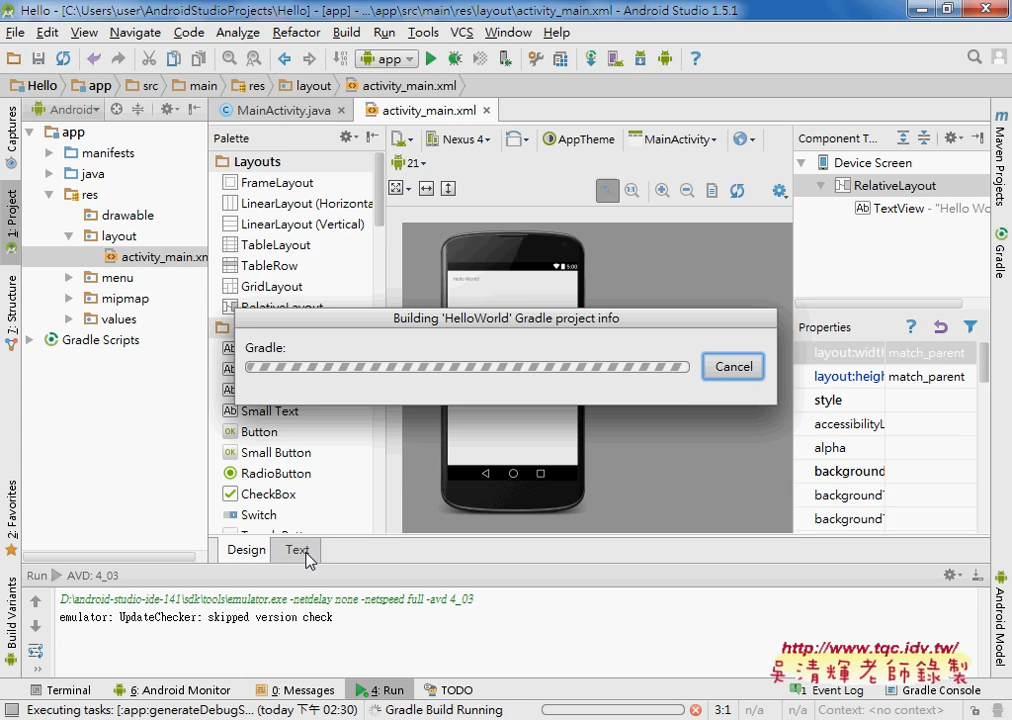 Hello - [C:\Users\user\AndroidStudioProjects\Hello] - [app] - ...\app\src\main\res\layout\activity_main.xml - Android Studio 1.5.1
File Edit View Navigate Code Analyze Refactor Build Run Tools VCS Window Help
app
Hello app src main res layout activity_main.xml
Android MainActivity.java activity_main.xml
Captures
1: Project
7: Structure
2: Favorites
Build Variants
app
manifests
java
res
drawable
layout
activity_main.xm
menu
mipmap
values
Gradle Scripts
Palette
Layouts
FrameLayout
LinearLayout (Horizonta
LinearLayout (Vertical)
TableLayout
TableRow
GridLayout
RelativeLayout
Small Text
Button
Small Button
RadioButton
CheckBox
Switch
Nexus 4 AppTheme MainActivity
21
5:00
Hello World!
Component T...
Device Screen
RelativeLayout
Ab TextView - "Hello Wo
Properties
layout:width match_parent
layout:heigh match_parent
style
accessibilityL
alpha
background
backgroundT
backgroundT
Maven Projects
Gradle
Android Model
Building 'HelloWorld' Gradle project info
Gradle:
Cancel
Design Text
Run AVD: 4_03
D:\android-studio-ide-141\sdk\tools\emulator.exe -netdelay none -netspeed full -avd 4_03
emulator: UpdateChecker: skipped version check
http://www.tqc.idv.tw/
吳清輝老師錄製
Terminal 6: Android Monitor 0: Messages 4: Run TODO 1 Event Log Gradle Console
Executing tasks: [:app:generateDebugS... (today 下午 02:30) Gradle Build Running 3:1 n/a n/a Context: <no context>